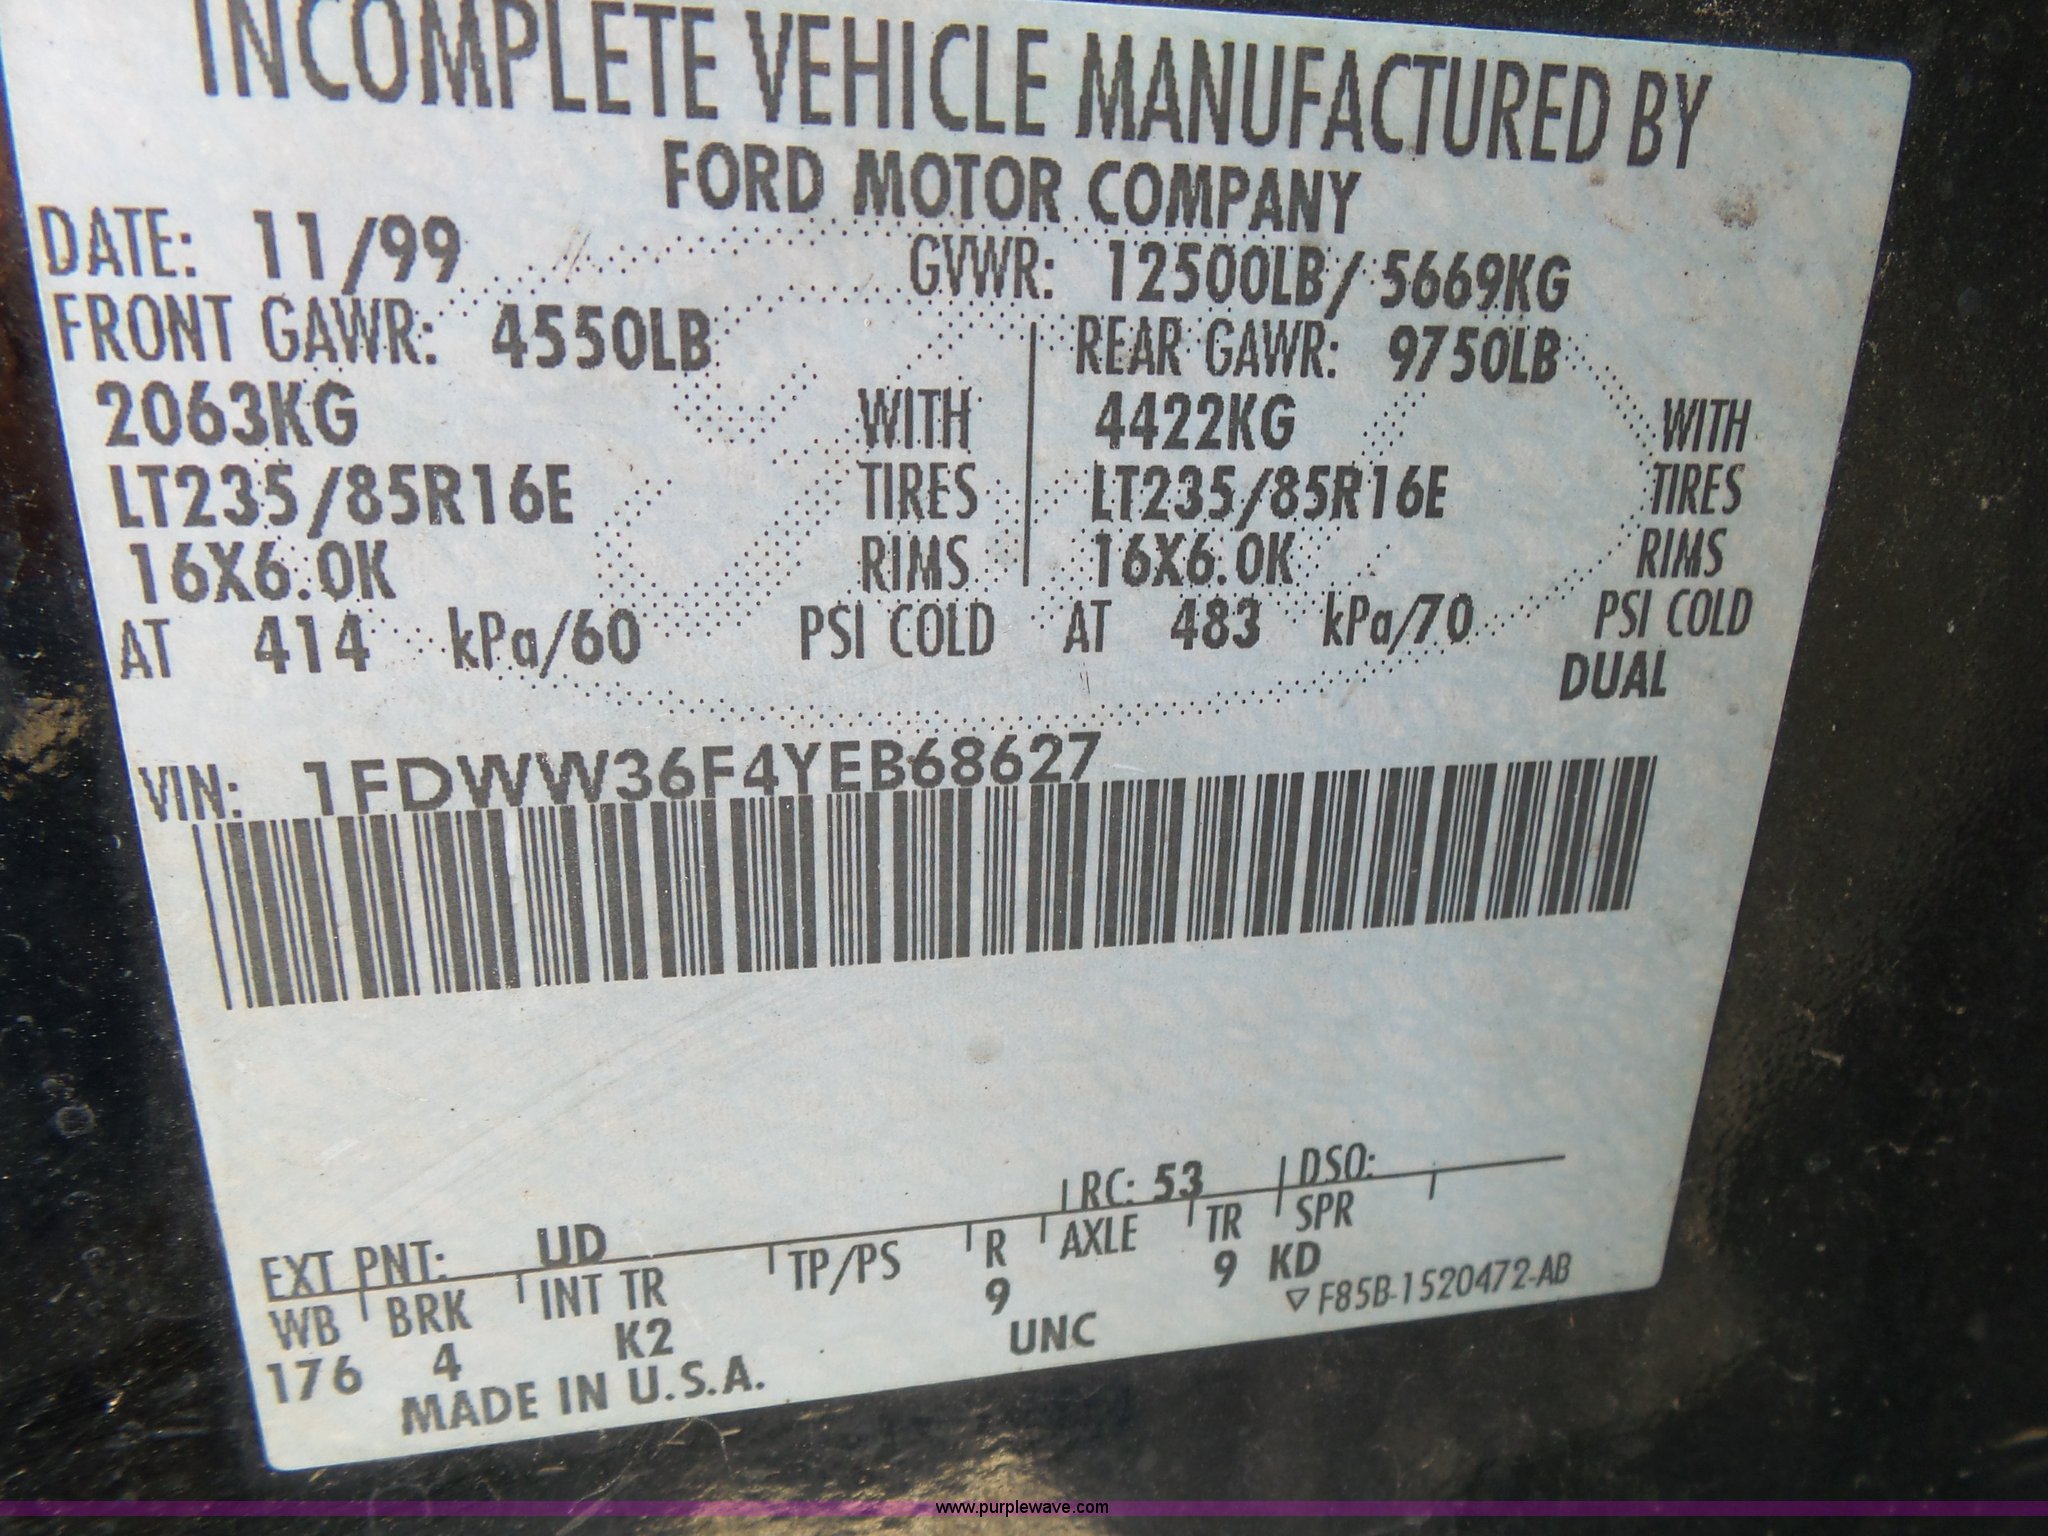 INCOMPLETE VEHICLE MANUFACTURED BY
FORD MOTOR COMPANY
DATE: 11/99 GVWR: 12500LB/ 5669KG
FRONT GAWR: 4550LB REAR GAWR: 9750LB
2063KG WITH 4422KG WITH
LT235/85R16E TIRES LT235/85R16E TIRES
16X6.0K RIMS 16X6.0K RIMS
AT 414 kPa/60 PSI COLD AT 483 kPa/70 PSI COLD
DUAL
VIN: 1FDWW36F4YEB68627
RC: 53 DSO:
EXT PNT: UD
WB BRK INT TR TP/PS R AXLE TR SPR
176 4 K2 9 9 KD
UNC ▽ F85B-1520472-AB
MADE IN U.S.A.
www.purplewave.com